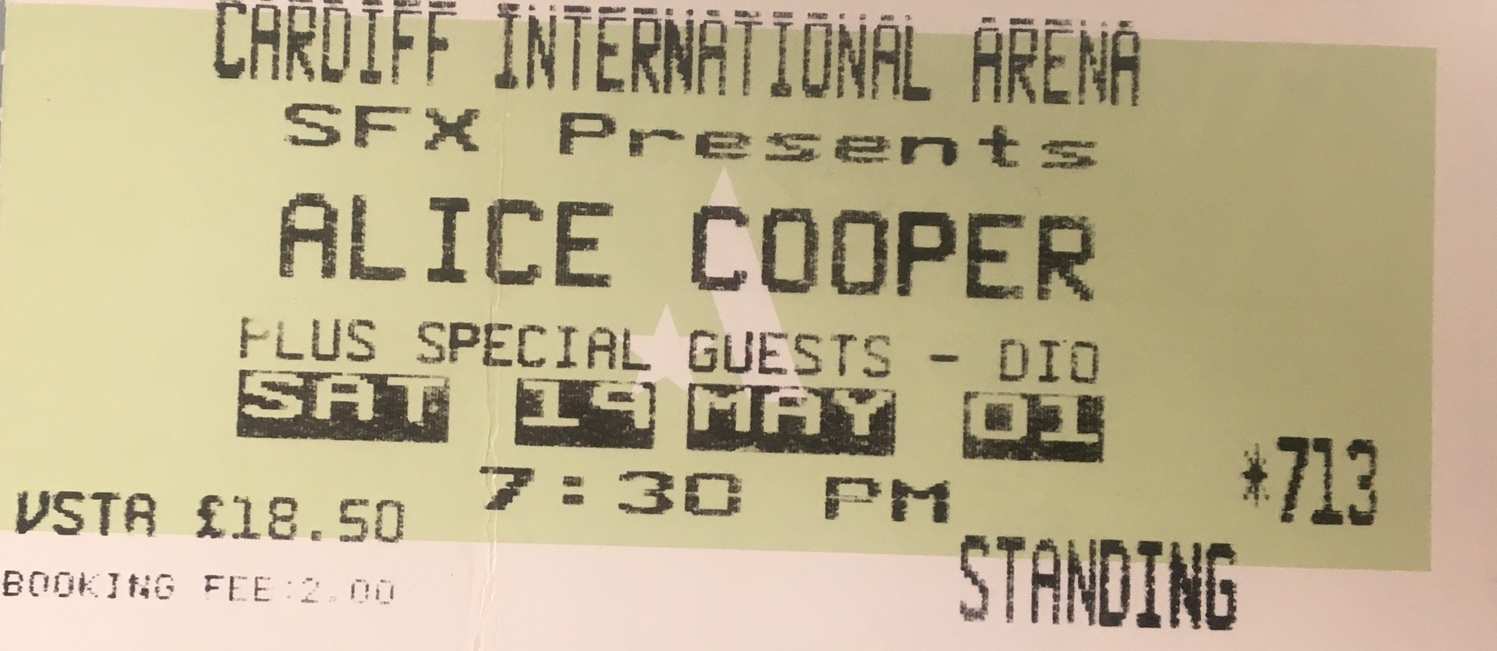 CARDIFF INTERNATIONAL ARENA
SFX Presents
ALICE COOPER
PLUS SPECIAL GUESTS - DIO
SAT 19 MAY 01
7:30 PM
*713
VSTA £18.50
STANDING
BOOKING FEE:2.00